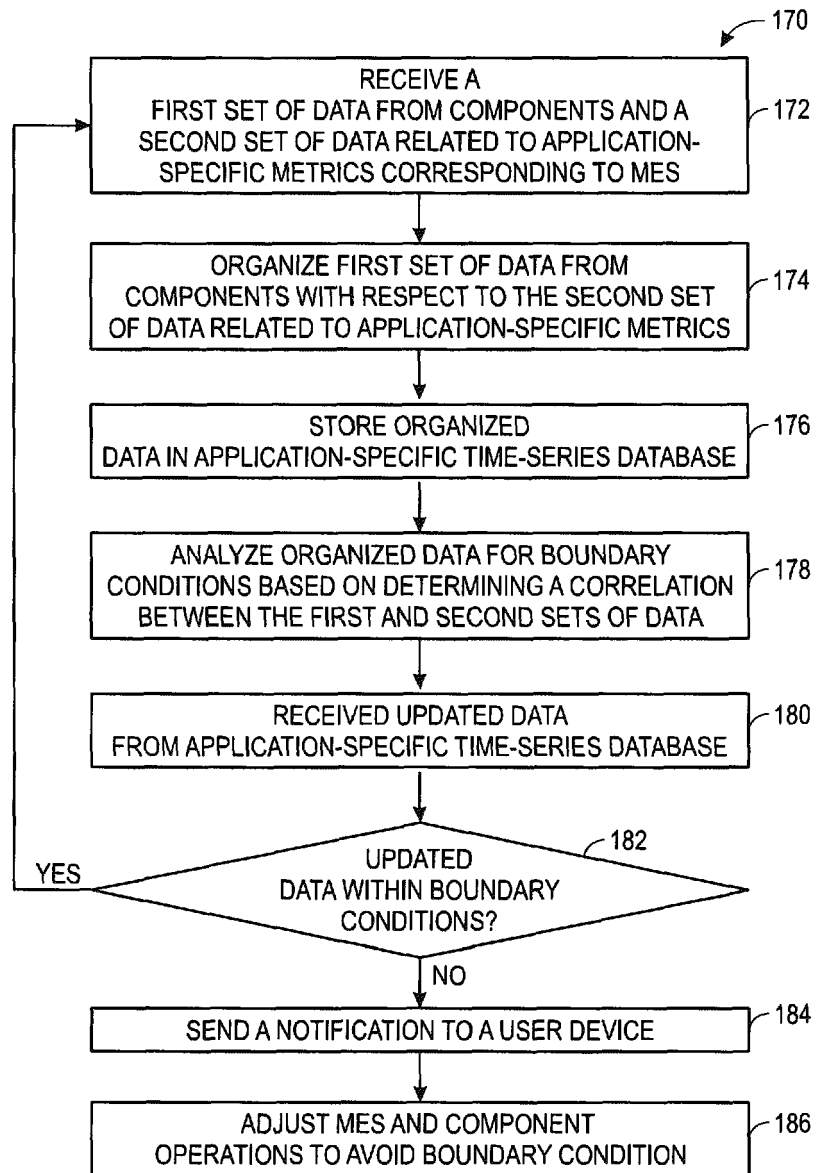 170
RECEIVE A
FIRST SET OF DATA FROM COMPONENTS AND A
SECOND SET OF DATA RELATED TO APPLICATION-
SPECIFIC METRICS CORRESPONDING TO MES
172
ORGANIZE FIRST SET OF DATA FROM
COMPONENTS WITH RESPECT TO THE SECOND SET
OF DATA RELATED TO APPLICATION-SPECIFIC METRICS
174
STORE ORGANIZED
DATA IN APPLICATION-SPECIFIC TIME-SERIES DATABASE
176
ANALYZE ORGANIZED DATA FOR BOUNDARY
CONDITIONS BASED ON DETERMINING A CORRELATION
BETWEEN THE FIRST AND SECOND SETS OF DATA
178
RECEIVED UPDATED DATA
FROM APPLICATION-SPECIFIC TIME-SERIES DATABASE
180
182
YES
UPDATED
DATA WITHIN BOUNDARY
CONDITIONS?
NO
SEND A NOTIFICATION TO A USER DEVICE
184
ADJUST MES AND COMPONENT
OPERATIONS TO AVOID BOUNDARY CONDITION
186